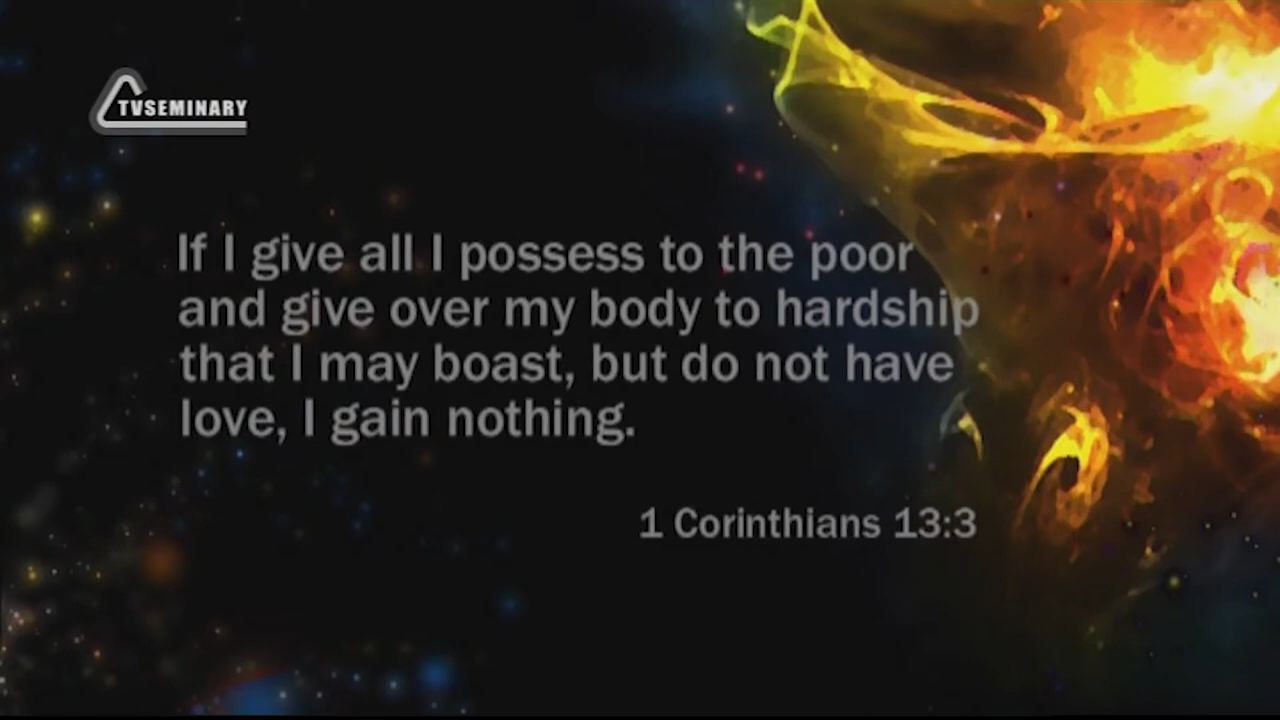 TVSEMINARY
If I give all I possess to the poor
and give over my body to hardship
that I may boast, but do not have
love, I gain nothing.
1 Corinthians 13:3